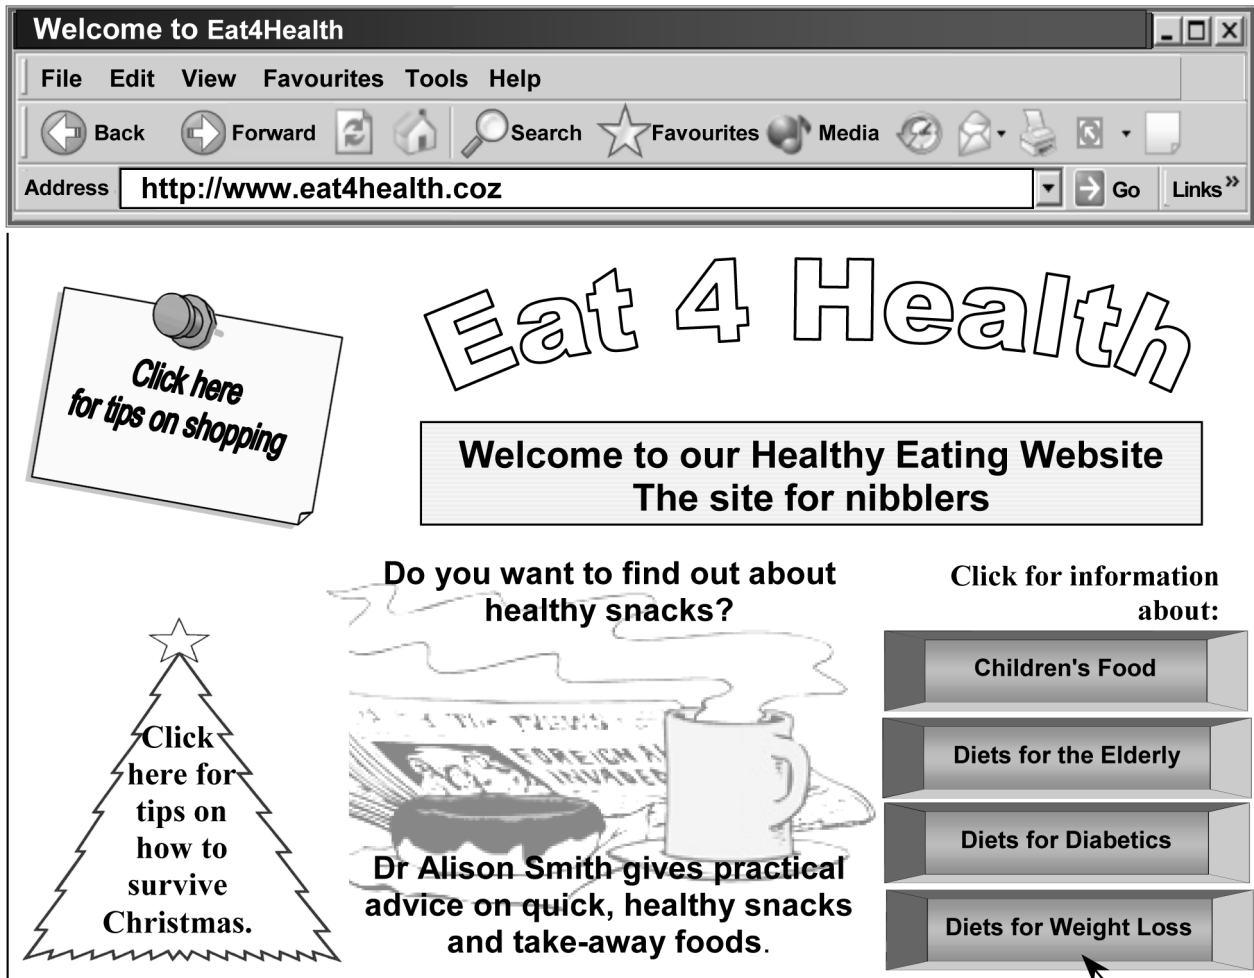 Welcome to Eat4Health
File Edit View Favourites Tools Help
Back Forward Search Favourites Media
Address http://www.eat4health.coz Go Links»
Eat 4 Health
Click here
for tips on shopping
Welcome to our Healthy Eating Website
The site for nibblers
Do you want to find out about
healthy snacks?
Click for information
about:
Children's Food
Diets for the Elderly
Diets for Diabetics
Diets for Weight Loss
Click
here for
tips on
how to
survive
Christmas.
FOREIGN
INVADER
Dr Alison Smith gives practical
advice on quick, healthy snacks
and take-away foods.